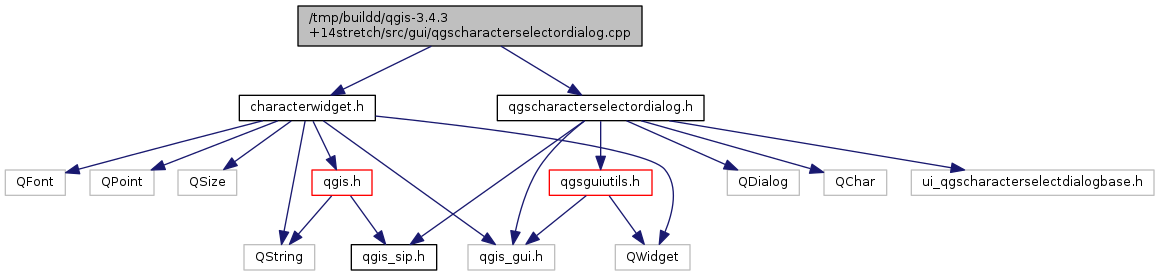 /tmp/buildd/qgis-3.4.3
+14stretch/src/gui/qgscharacterselectordialog.cpp
characterwidget.h
qgscharacterselectordialog.h
QFont
QPoint
QSize
qgis.h
qgsguiutils.h
QDialog
QChar
ui_qgscharacterselectdialogbase.h
QString
qgis_sip.h
qgis_gui.h
QWidget